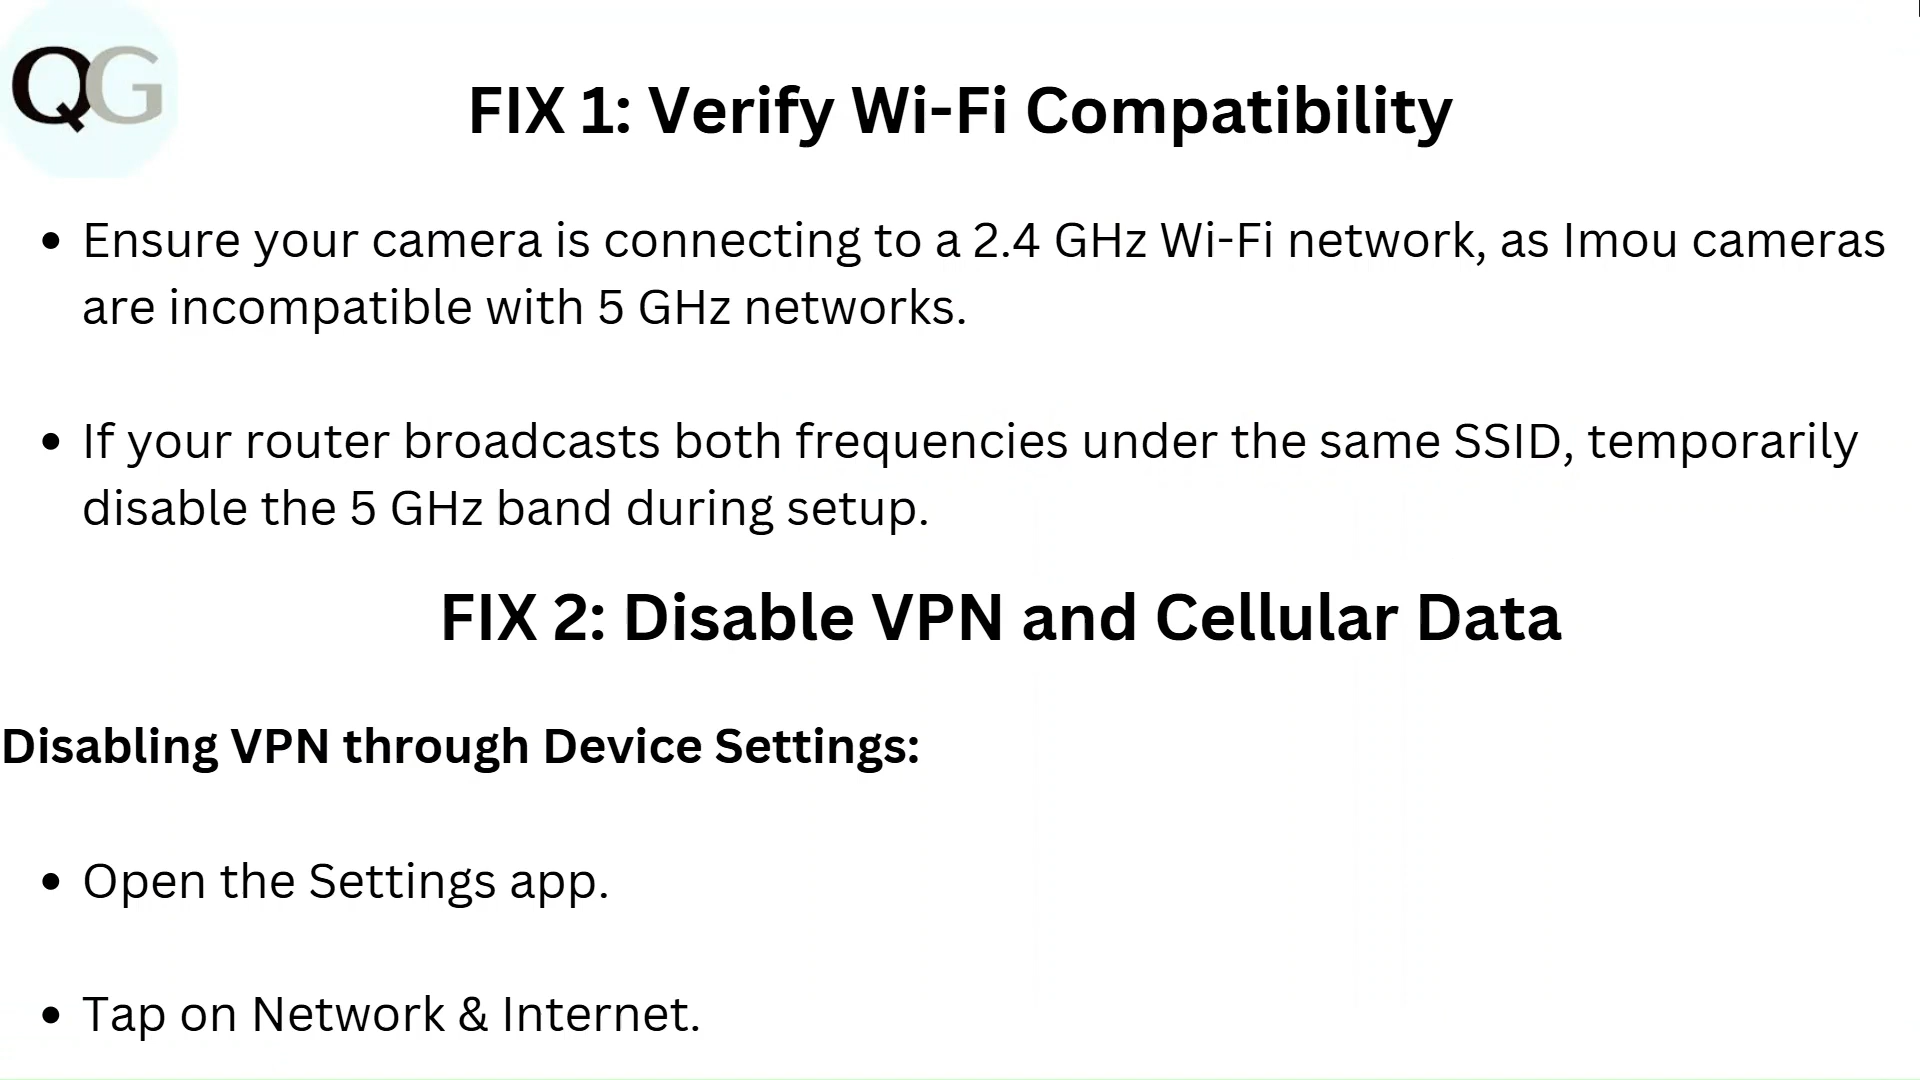 QG
FIX 1: Verify Wi-Fi Compatibility
• Ensure your camera is connecting to a 2.4 GHz Wi-Fi network, as Imou cameras
are incompatible with 5 GHz networks.
• If your router broadcasts both frequencies under the same SSID, temporarily
disable the 5 GHz band during setup.
FIX 2: Disable VPN and Cellular Data
Disabling VPN through Device Settings:
• Open the Settings app.
• Tap on Network & Internet.